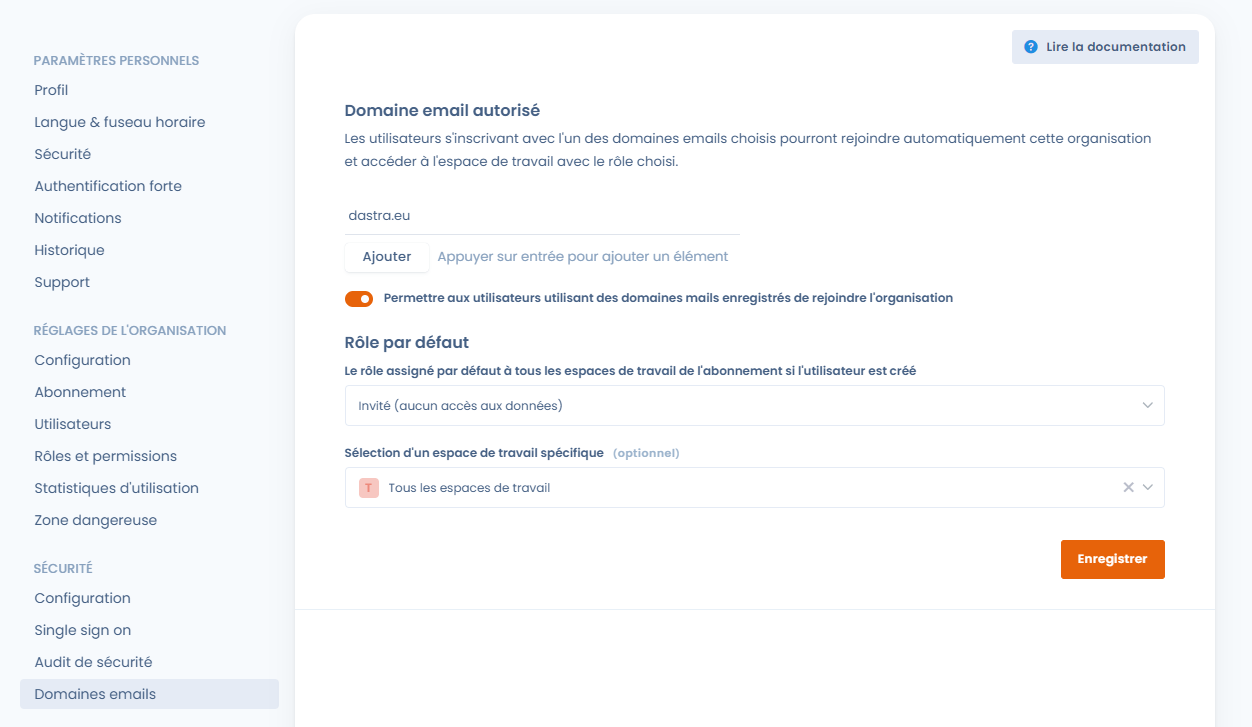 PARAMÈTRES PERSONNELS
Profil
Langue & fuseau horaire
Sécurité
Authentification forte
Notifications
Historique
Support
RÉGLAGES DE L'ORGANISATION
Configuration
Abonnement
Utilisateurs
Rôles et permissions
Statistiques d'utilisation
Zone dangereuse
SÉCURITÉ
Configuration
Single sign on
Audit de sécurité
Domaines emails
? Lire la documentation
Domaine email autorisé
Les utilisateurs s'inscrivant avec l'un des domaines emails choisis pourront rejoindre automatiquement cette organisation
et accéder à l'espace de travail avec le rôle choisi.
dastra.eu
Ajouter Appuyer sur entrée pour ajouter un élément
Permettre aux utilisateurs utilisant des domaines mails enregistrés de rejoindre l'organisation
Rôle par défaut
Le rôle assigné par défaut à tous les espaces de travail de l'abonnement si l'utilisateur est créé
Invité (aucun accès aux données)
Sélection d'un espace de travail spécifique (optionnel)
T Tous les espaces de travail
Enregistrer